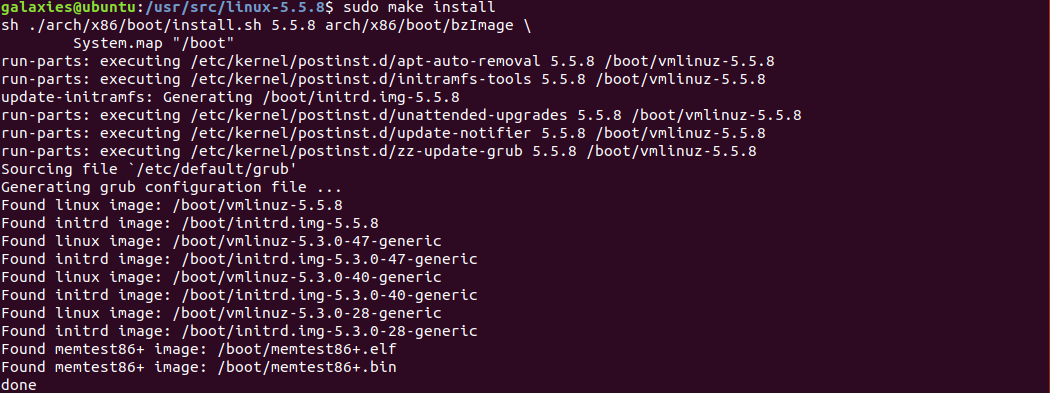 galaxies@ubuntu:/usr/src/linux-5.5.8$ sudo make install
sh ./arch/x86/boot/install.sh 5.5.8 arch/x86/boot/bzImage \
        System.map "/boot"
run-parts: executing /etc/kernel/postinst.d/apt-auto-removal 5.5.8 /boot/vmlinuz-5.5.8
run-parts: executing /etc/kernel/postinst.d/initramfs-tools 5.5.8 /boot/vmlinuz-5.5.8
update-initramfs: Generating /boot/initrd.img-5.5.8
run-parts: executing /etc/kernel/postinst.d/unattended-upgrades 5.5.8 /boot/vmlinuz-5.5.8
run-parts: executing /etc/kernel/postinst.d/update-notifier 5.5.8 /boot/vmlinuz-5.5.8
run-parts: executing /etc/kernel/postinst.d/zz-update-grub 5.5.8 /boot/vmlinuz-5.5.8
Sourcing file `/etc/default/grub'
Generating grub configuration file ...
Found linux image: /boot/vmlinuz-5.5.8
Found initrd image: /boot/initrd.img-5.5.8
Found linux image: /boot/vmlinuz-5.3.0-47-generic
Found initrd image: /boot/initrd.img-5.3.0-47-generic
Found linux image: /boot/vmlinuz-5.3.0-40-generic
Found initrd image: /boot/initrd.img-5.3.0-40-generic
Found linux image: /boot/vmlinuz-5.3.0-28-generic
Found initrd image: /boot/initrd.img-5.3.0-28-generic
Found memtest86+ image: /boot/memtest86+.elf
Found memtest86+ image: /boot/memtest86+.bin
done